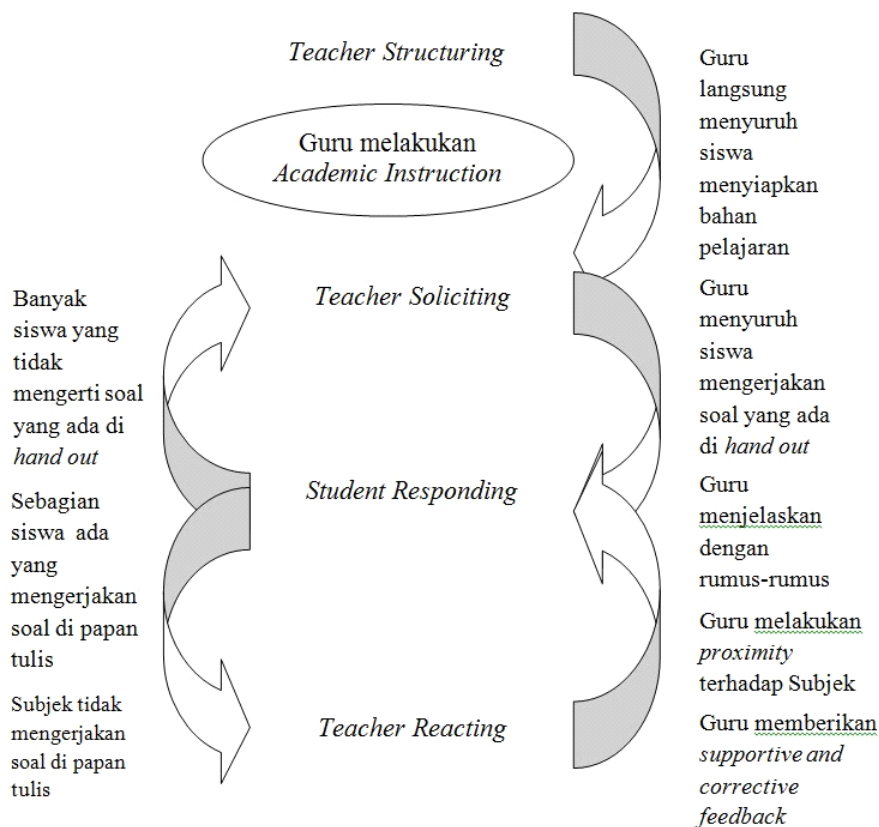 Teacher Structuring
Guru melakukan
Academic Instruction
Teacher Soliciting
Student Responding
Teacher Reacting
Guru
langsung
menyuruh
siswa
menyiapkan
bahan
pelajaran
Guru
menyuruh
siswa
mengerjakan
soal yang ada
di hand out
Guru
menjelaskan
dengan
rumus-rumus
Guru melakukan
proximity
terhadap Subjek
Guru memberikan
supportive and
corrective
feedback
Banyak
siswa yang
tidak
mengerti soal
yang ada di
hand out
Sebagian
siswa ada
yang
mengerjakan
soal di papan
tulis
Subjek tidak
mengerjakan
soal di papan
tulis